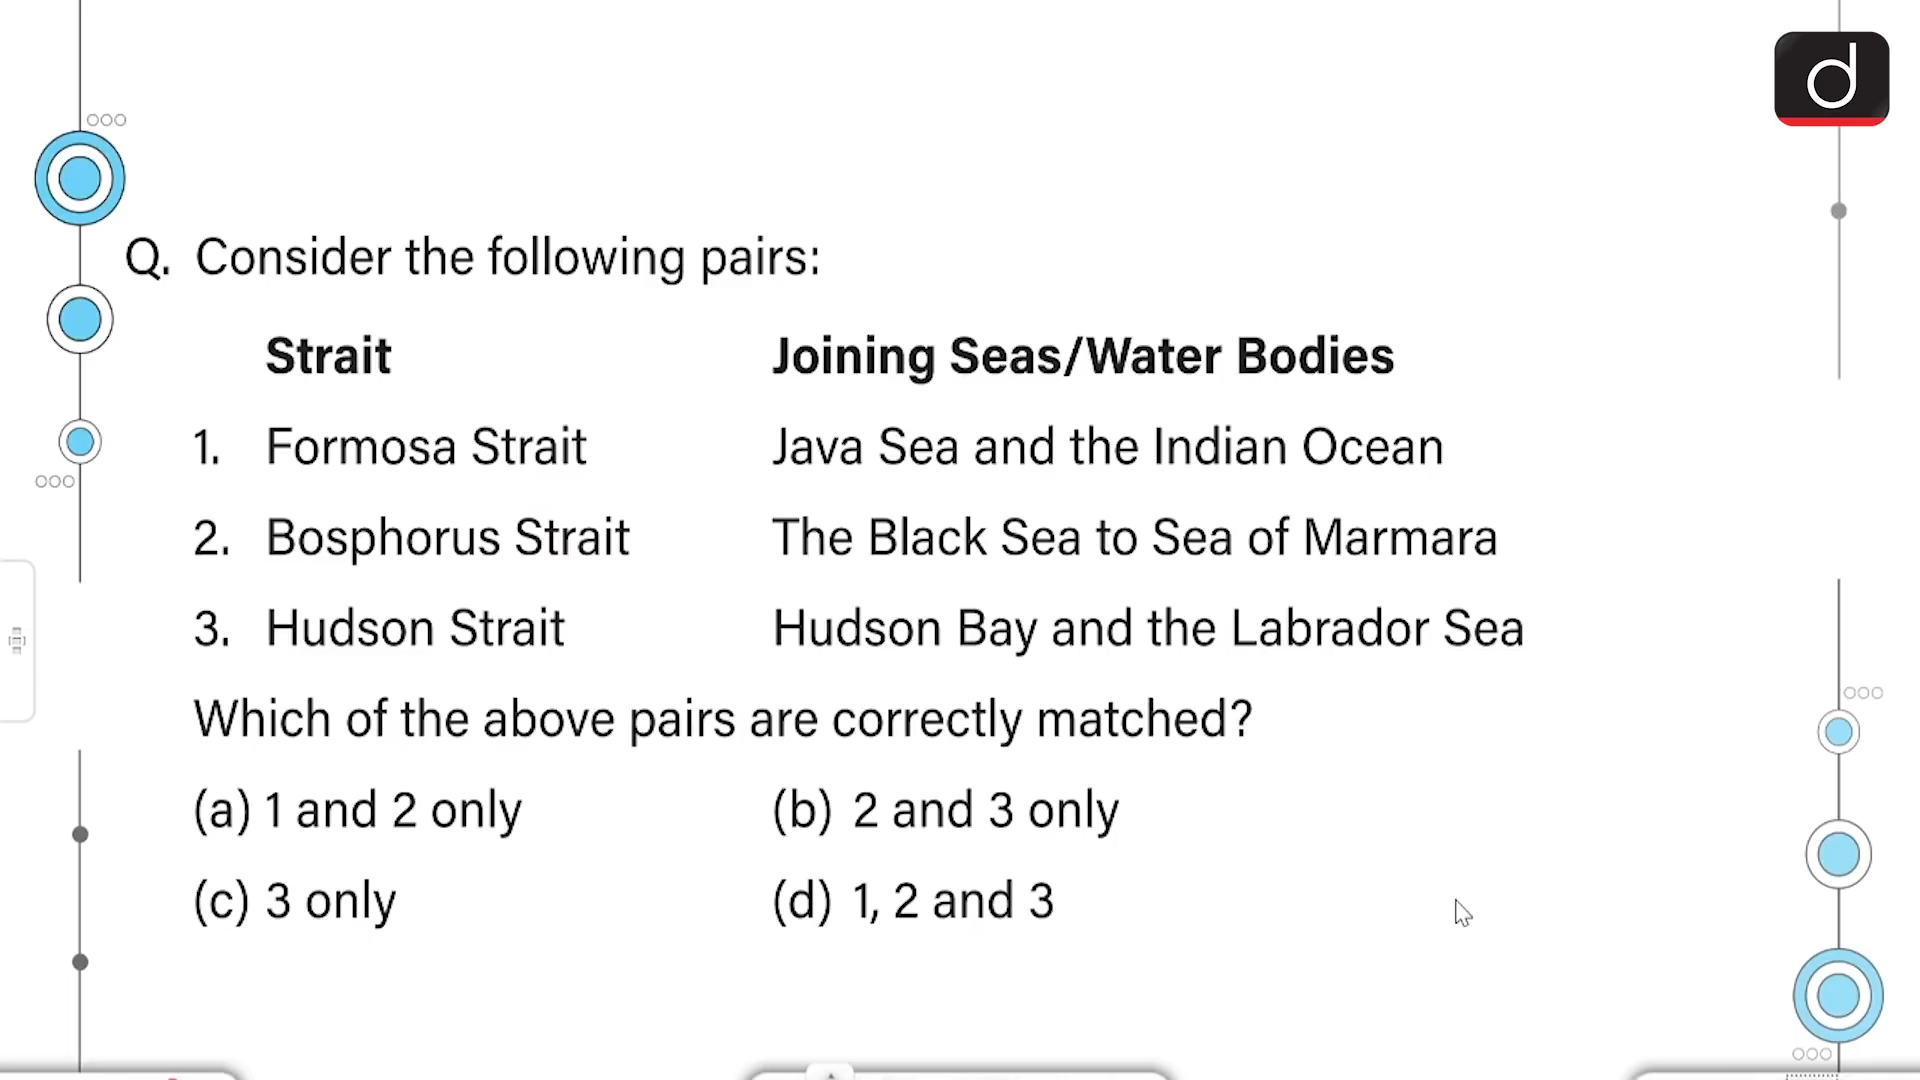 d
Q. Consider the following pairs:
Strait Joining Seas/Water Bodies
1. Formosa Strait Java Sea and the Indian Ocean
2. Bosphorus Strait The Black Sea to Sea of Marmara
3. Hudson Strait Hudson Bay and the Labrador Sea
Which of the above pairs are correctly matched?
(a) 1 and 2 only (b) 2 and 3 only
(c) 3 only (d) 1, 2 and 3